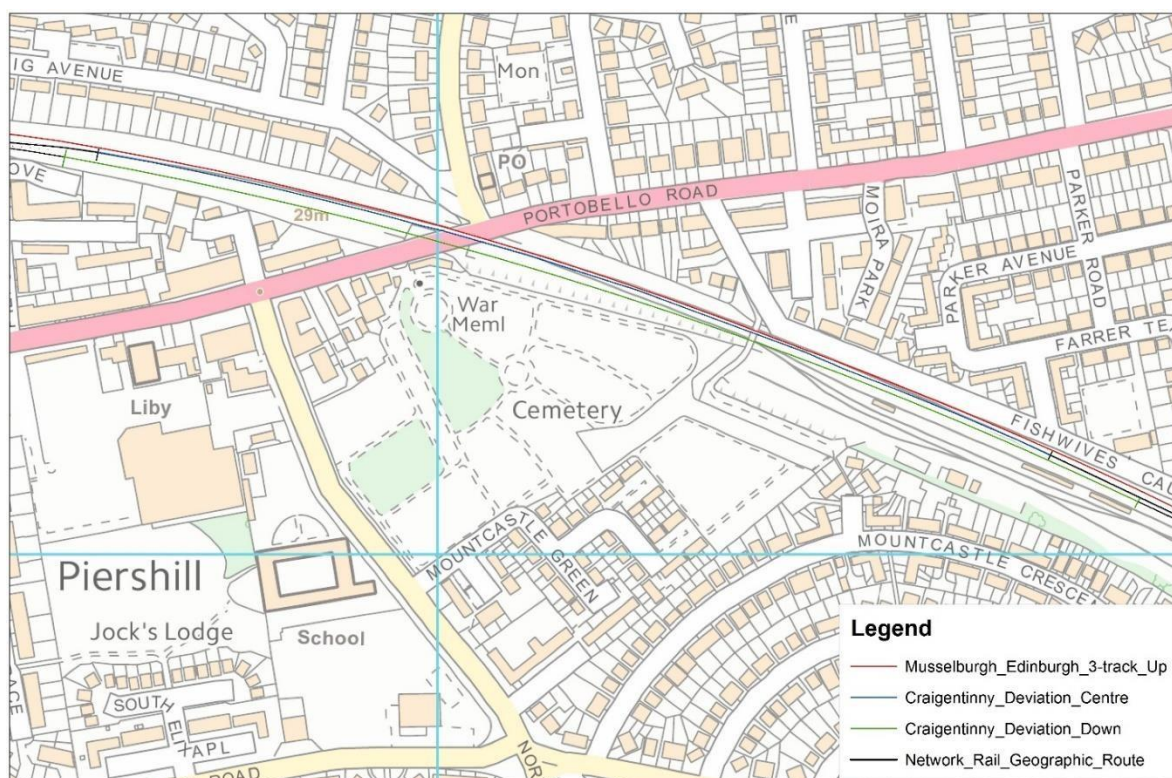 IG AVENUE
Mon
PO
OVE
29m
PORTOBELLO ROAD
MOIRA PARK
PARKER AVENUE
PARKER ROAD
FARRER TE
War
Meml
Liby
Cemetery
FISHWIVES CAU
MOUNTCASTLE GREEN
MOUNTCASTLE CRESCEN
Piershill
Jock's Lodge
School
SOUTH ELI
APL
ROAD
NOR
Legend
Musselburgh_Edinburgh_3-track_Up
Craigentinny_Deviation_Centre
Craigentinny_Deviation_Down
Network_Rail_Geographic_Route